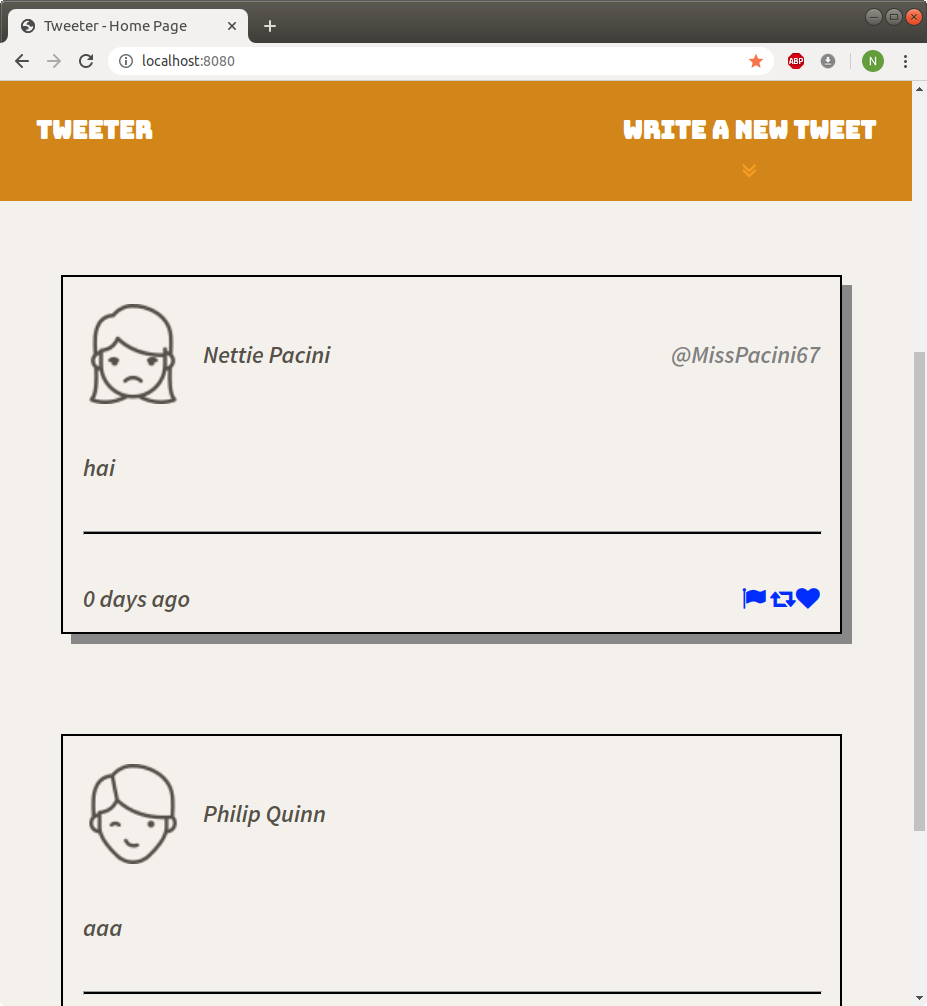 Tweeter - Home Page
localhost:8080
ABP
N
TWEETER
WRITE A NEW TWEET
Nettie Pacini
@MissPacini67
hai
0 days ago
Philip Quinn
aaa